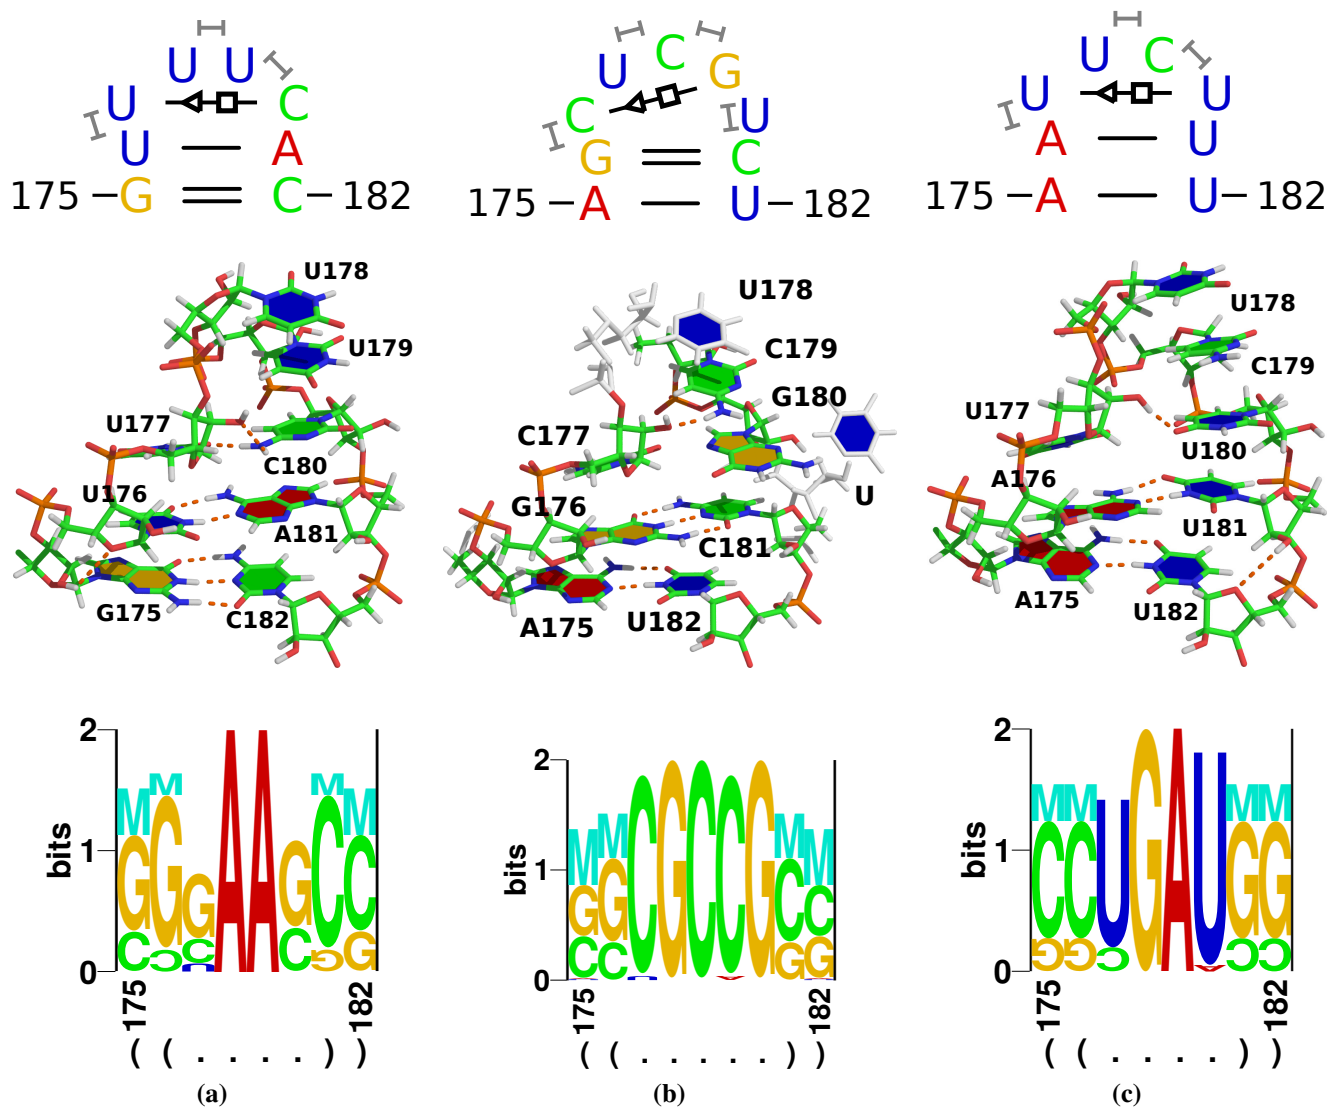 U U
U C
U A
175 G C 182
C
U G
C U
G C
175 A U 182
U C
U U
A U
175 A U 182
U178
U179
U177
C180
U176
A181
G175 C182
U178
C179
G180
C177
U
G176
C181
A175 U182
U178
C179
U177
U180
A176
U181
A175
U182
2
1
0
bits
M M M M
G G G A A G C C
C C C C G G
U
175 182
( ( . . . . ) )
(a)
2
1
0
bits
M M M M
G G C G C C G C C
C C G G
175 182
( ( . . . . . ) )
(b)
2
1
0
bits
M M M M
C C U G A U G G
G G C C C
A
175 182
( ( . . . . ) )
(c)